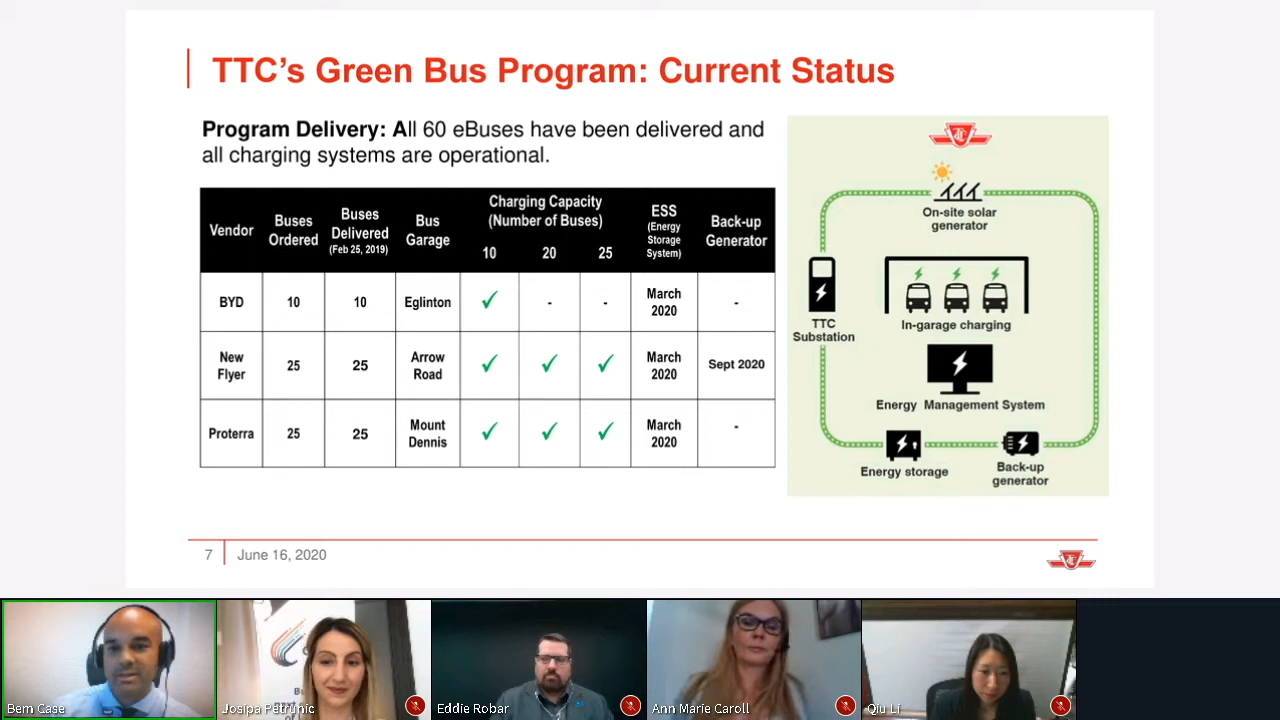 TTC’s Green Bus Program: Current Status
Program Delivery: All 60 eBuses have been delivered and
all charging systems are operational.
Vendor
Buses
Ordered
Buses
Delivered
(Feb 25, 2019)
Bus
Garage
Charging Capacity
(Number of Buses)
10 20 25
ESS
(Energy
Storage
System)
Back-up
Generator
BYD 10 10 Eglinton ✓ - - March
2020 -
New
Flyer 25 25 Arrow
Road ✓ ✓ ✓ March
2020 Sept 2020
Proterra 25 25 Mount
Dennis ✓ ✓ ✓ March
2020 -
On-site solar
generator
TTC
Substation
In-garage charging
Energy Management System
Energy storage
Back-up
generator
7 June 16, 2020
Bem Case
Josipa Petrunic
Eddie Robar
Ann Marie Caroll
Qiu Li